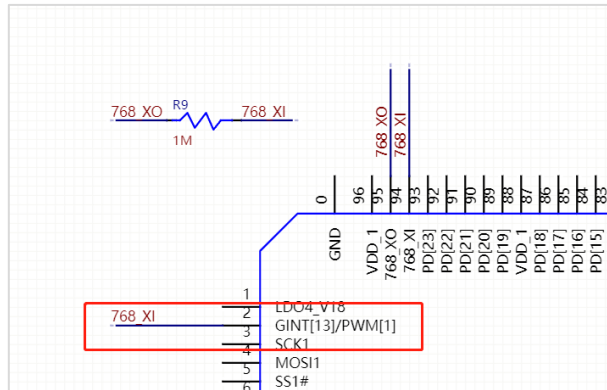 768_XO R9 768_XI
1M
768_XO
768_XI
0
96
95
94
93
92
91
90
89
88
87
86
85
84
83
GND
VDD_1
768_XO
768_XI
PD[23]
PD[22]
PD[21]
PD[20]
PD[19]
VDD_1
PD[18]
PD[17]
PD[16]
PD[15]
1
LDO4_V18
2
768_XI
GINT[13]/PWM[1]
3
SCK1
4
MOSI1
5
SS1#
6